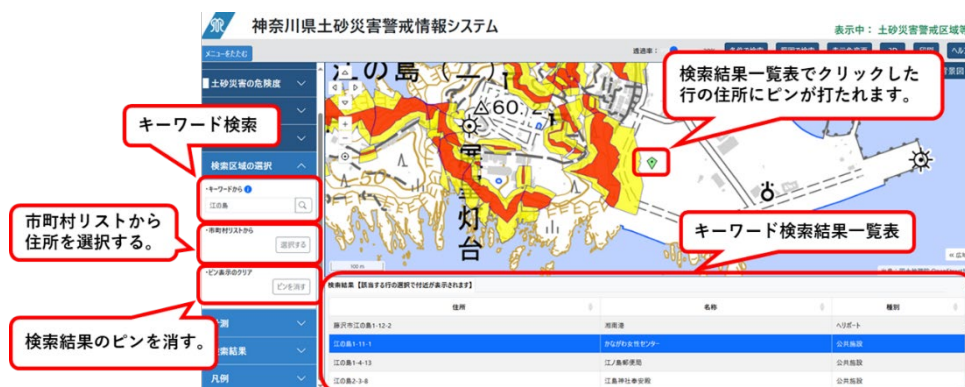 神奈川県土砂災害警戒情報システム
表示中： 土砂災害警戒区域等
メニューをたたむ
透過率：
土砂災害の危険度
検索区域の選択
・キーワードから
江の島
・市町村リストから
選択する
・ピン表示のクリア
ピンを消す
凡例
キーワード検索
市町村リストから
住所を選択する。
検索結果のピンを消す。
江の島（二）
60.
灯台
100 m
検索結果一覧表でクリックした
行の住所にピンが打たれます。
キーワード検索結果一覧表
検索結果【該当する行の選択で付近が表示されます】
住所 名称 種別
藤沢市江の島1-12-2 湘南港 ヘリポート
江の島1-11-1 かながわ女性センター 公共施設
江の島1-4-13 江ノ島郵便局 公共施設
江の島2-3-8 江島神社奉安殿 公共施設